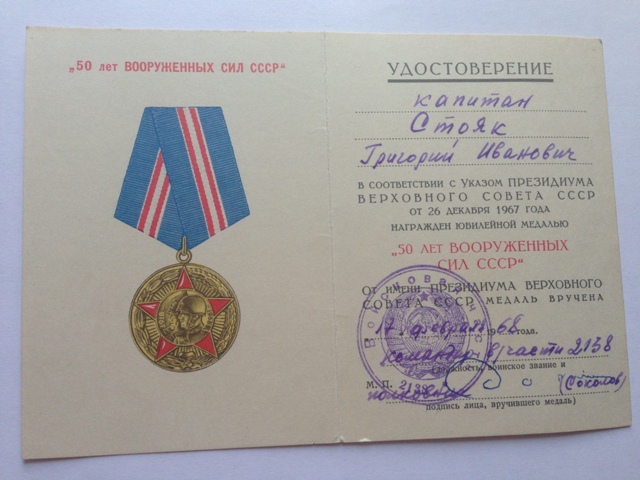 „50 лет ВООРУЖЕННЫХ СИЛ СССР“
УДОСТОВЕРЕНИЕ
капитан
Стояк
Григорий Иванович
В СООТВЕТСТВИИ С УКАЗОМ ПРЕЗИДИУМА
ВЕРХОВНОГО СОВЕТА СССР
ОТ 26 ДЕКАБРЯ 1967 ГОДА
НАГРАЖДЕН ЮБИЛЕЙНОЙ МЕДАЛЬЮ
„50 ЛЕТ ВООРУЖЕННЫХ
СИЛ СССР“
ОТ ИМЕНИ ПРЕЗИДИУМА ВЕРХОВНОГО
СОВЕТА СССР МЕДАЛЬ ВРУЧЕНА
17 февраля 1968 года.
командир в/части 2138
воинское звание и
М. П.
полковник (Соколов)
подпись лица, вручившего медаль)